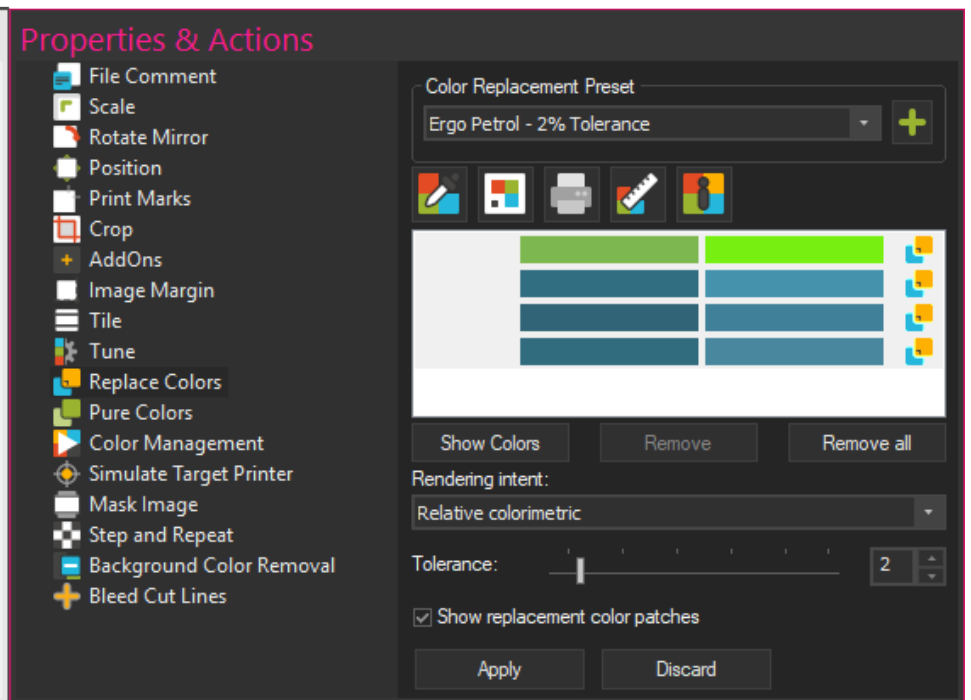 Properties & Actions
File Comment
Scale
Rotate Mirror
Position
Print Marks
Crop
AddOns
Image Margin
Tile
Tune
Replace Colors
Pure Colors
Color Management
Simulate Target Printer
Mask Image
Step and Repeat
Background Color Removal
Bleed Cut Lines
Color Replacement Preset
Ergo Petrol - 2% Tolerance
Show Colors
Remove
Remove all
Rendering intent:
Relative colorimetric
Tolerance:
2
Show replacement color patches
Apply
Discard